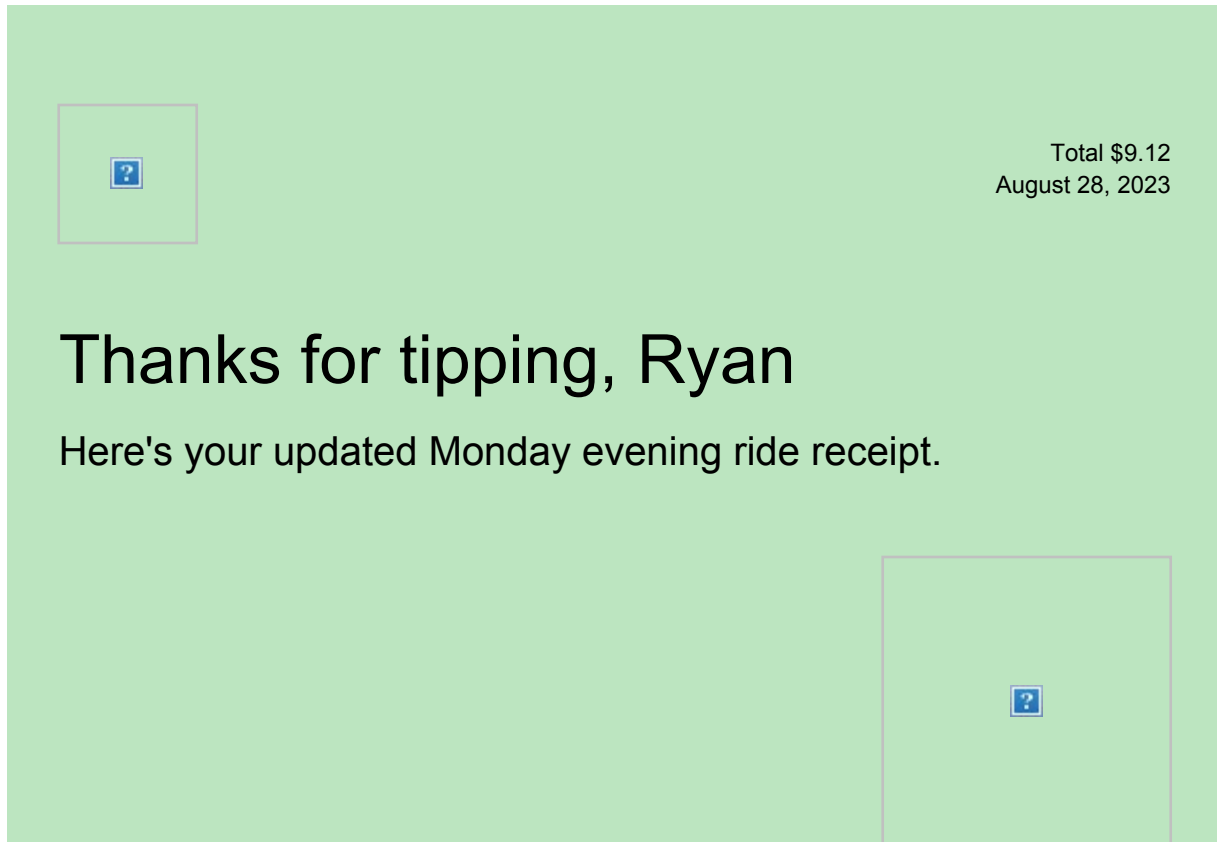 Total $9.12
August 28, 2023
Thanks for tipping, Ryan
Here's your updated Monday evening ride receipt.